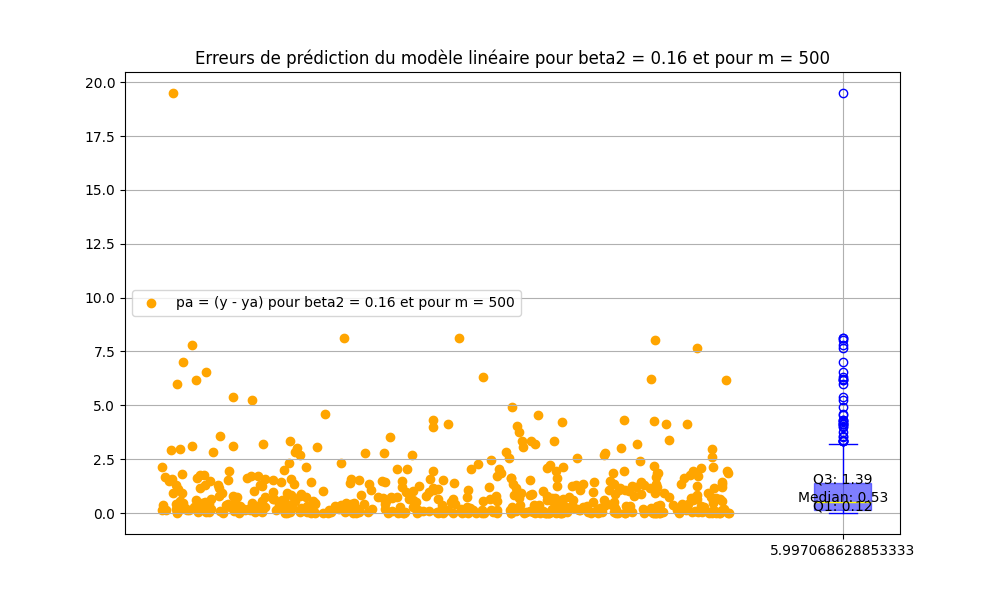 Erreurs de prédiction du modèle linéaire pour beta2 = 0.16 et pour m = 500
20.0
17.5
15.0
12.5
10.0
7.5
5.0
2.5
0.0
pa = (y - ya) pour beta2 = 0.16 et pour m = 500
Q3: 1.39
Median: 0.53
Q1: 0.12
5.997068628853333